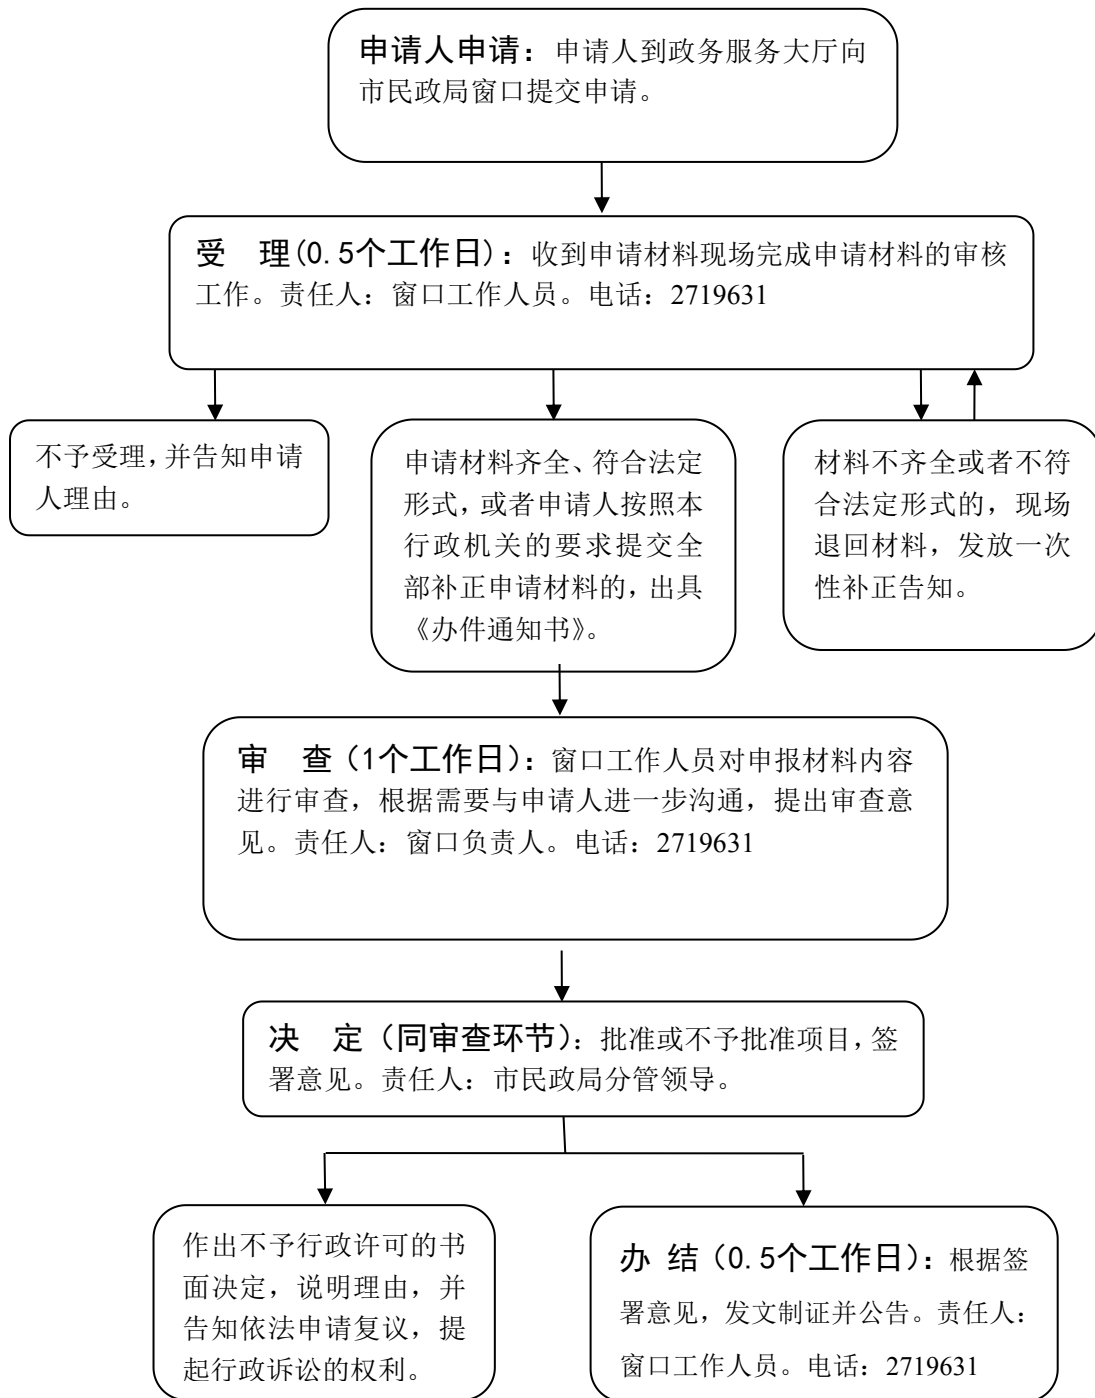 申请人申请：申请人到政务服务大厅向
市民政局窗口提交申请。
受　理(0.5个工作日)：收到申请材料现场完成申请材料的审核
工作。责任人：窗口工作人员。电话：2719631
不予受理，并告知申请
人理由。
申请材料齐全、符合法定
形式，或者申请人按照本
行政机关的要求提交全
部补正申请材料的，出具
《办件通知书》。
材料不齐全或者不符
合法定形式的，现场
退回材料，发放一次
性补正告知。
审　查（1个工作日）：窗口工作人员对申报材料内容
进行审查，根据需要与申请人进一步沟通，提出审查意
见。责任人：窗口负责人。电话：2719631
决　定（同审查环节）：批准或不予批准项目，签
署意见。责任人：市民政局分管领导。
作出不予行政许可的书
面决定，说明理由，并
告知依法申请复议，提
起行政诉讼的权利。
办 结（0.5个工作日）：根据签
署意见，发文制证并公告。责任人：
窗口工作人员。电话：2719631